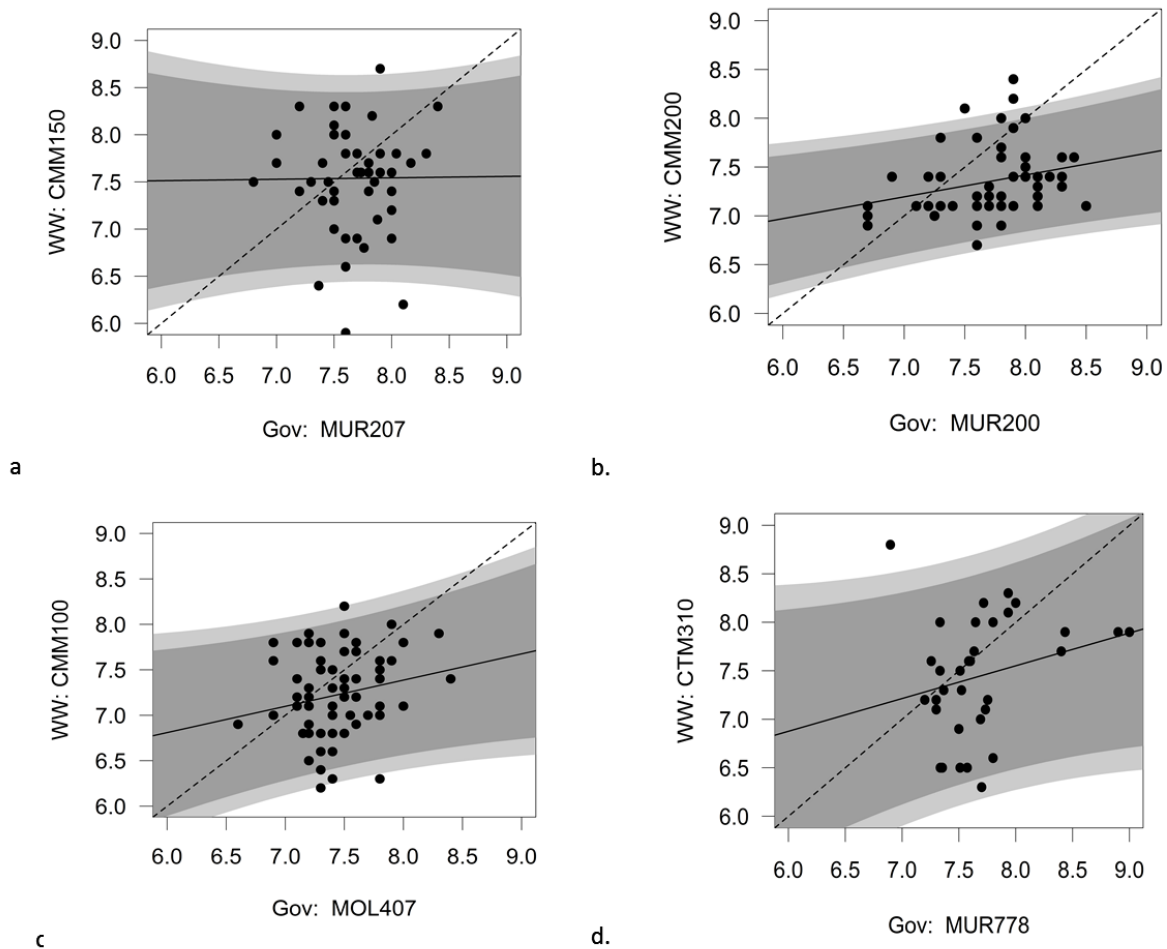 9.0
8.5
8.0
7.5
7.0
6.5
6.0
WW: CMM150
6.0 6.5 7.0 7.5 8.0 8.5 9.0
Gov: MUR207
a
9.0
8.5
8.0
7.5
7.0
6.5
6.0
WW: CMM200
6.0 6.5 7.0 7.5 8.0 8.5 9.0
Gov: MUR200
b.
9.0
8.5
8.0
7.5
7.0
6.5
6.0
WW: CMM100
6.0 6.5 7.0 7.5 8.0 8.5 9.0
Gov: MOL407
c
9.0
8.5
8.0
7.5
7.0
6.5
6.0
WW: CTM310
6.0 6.5 7.0 7.5 8.0 8.5 9.0
Gov: MUR778
d.